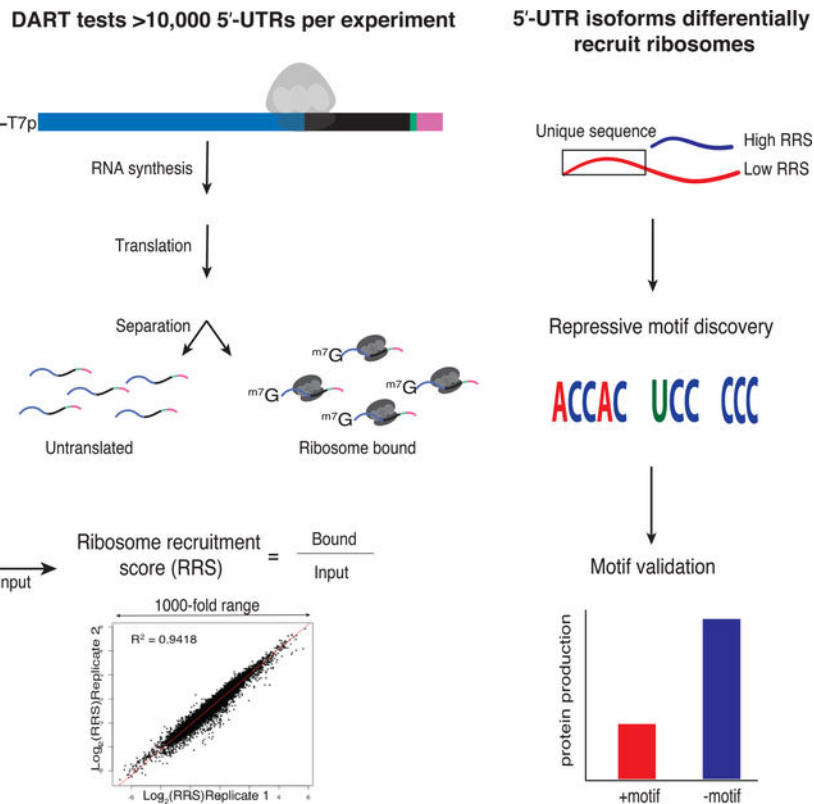 DART tests >10,000 5′-UTRs per experiment
–T7p
RNA synthesis
Translation
Separation
m7G
m7G
m7G
m7G
Untranslated
Ribosome bound
Input
Ribosome recruitment
score (RRS)
=
Bound
Input
1000-fold range
R² = 0.9418
Log₂(RRS)Replicate 2
-6
4
6
Log₂(RRS)Replicate 1
5′-UTR isoforms differentially
recruit ribosomes
Unique sequence
High RRS
Low RRS
Repressive motif discovery
ACCAC UCC CCC
Motif validation
protein production
+motif
-motif